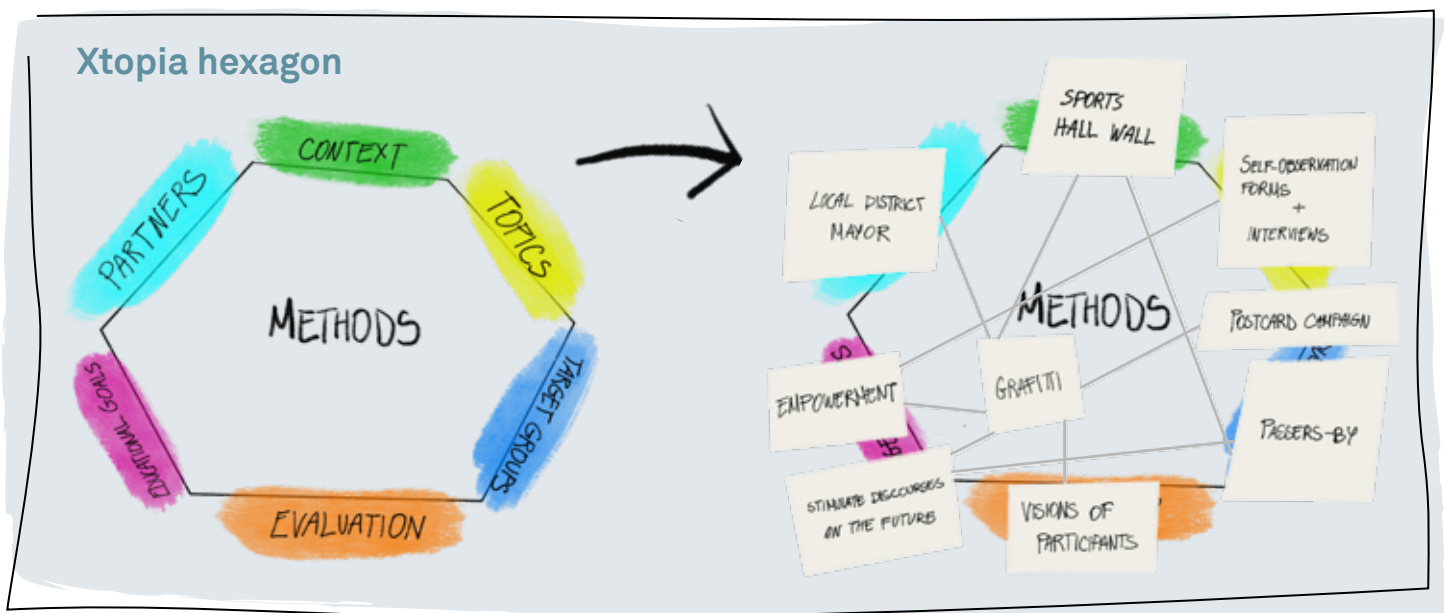 Xtopia hexagon
CONTEXT
PARTNERS
TOPICS
METHODS
EDUCATIONAL GOALS
TARGET GROUPS
EVALUATION
SPORTS
HALL WALL
LOCAL DISTRICT
MAYOR
SELF-OBSERVATION
FORMS
+
INTERVIEWS
METHODS
POSTCARD CAMPAIGN
GRAFITTI
EMPOWERMENT
PASSERS-BY
STIMULATE DISCOURSES
ON THE FUTURE
VISIONS OF
PARTICIPANTS